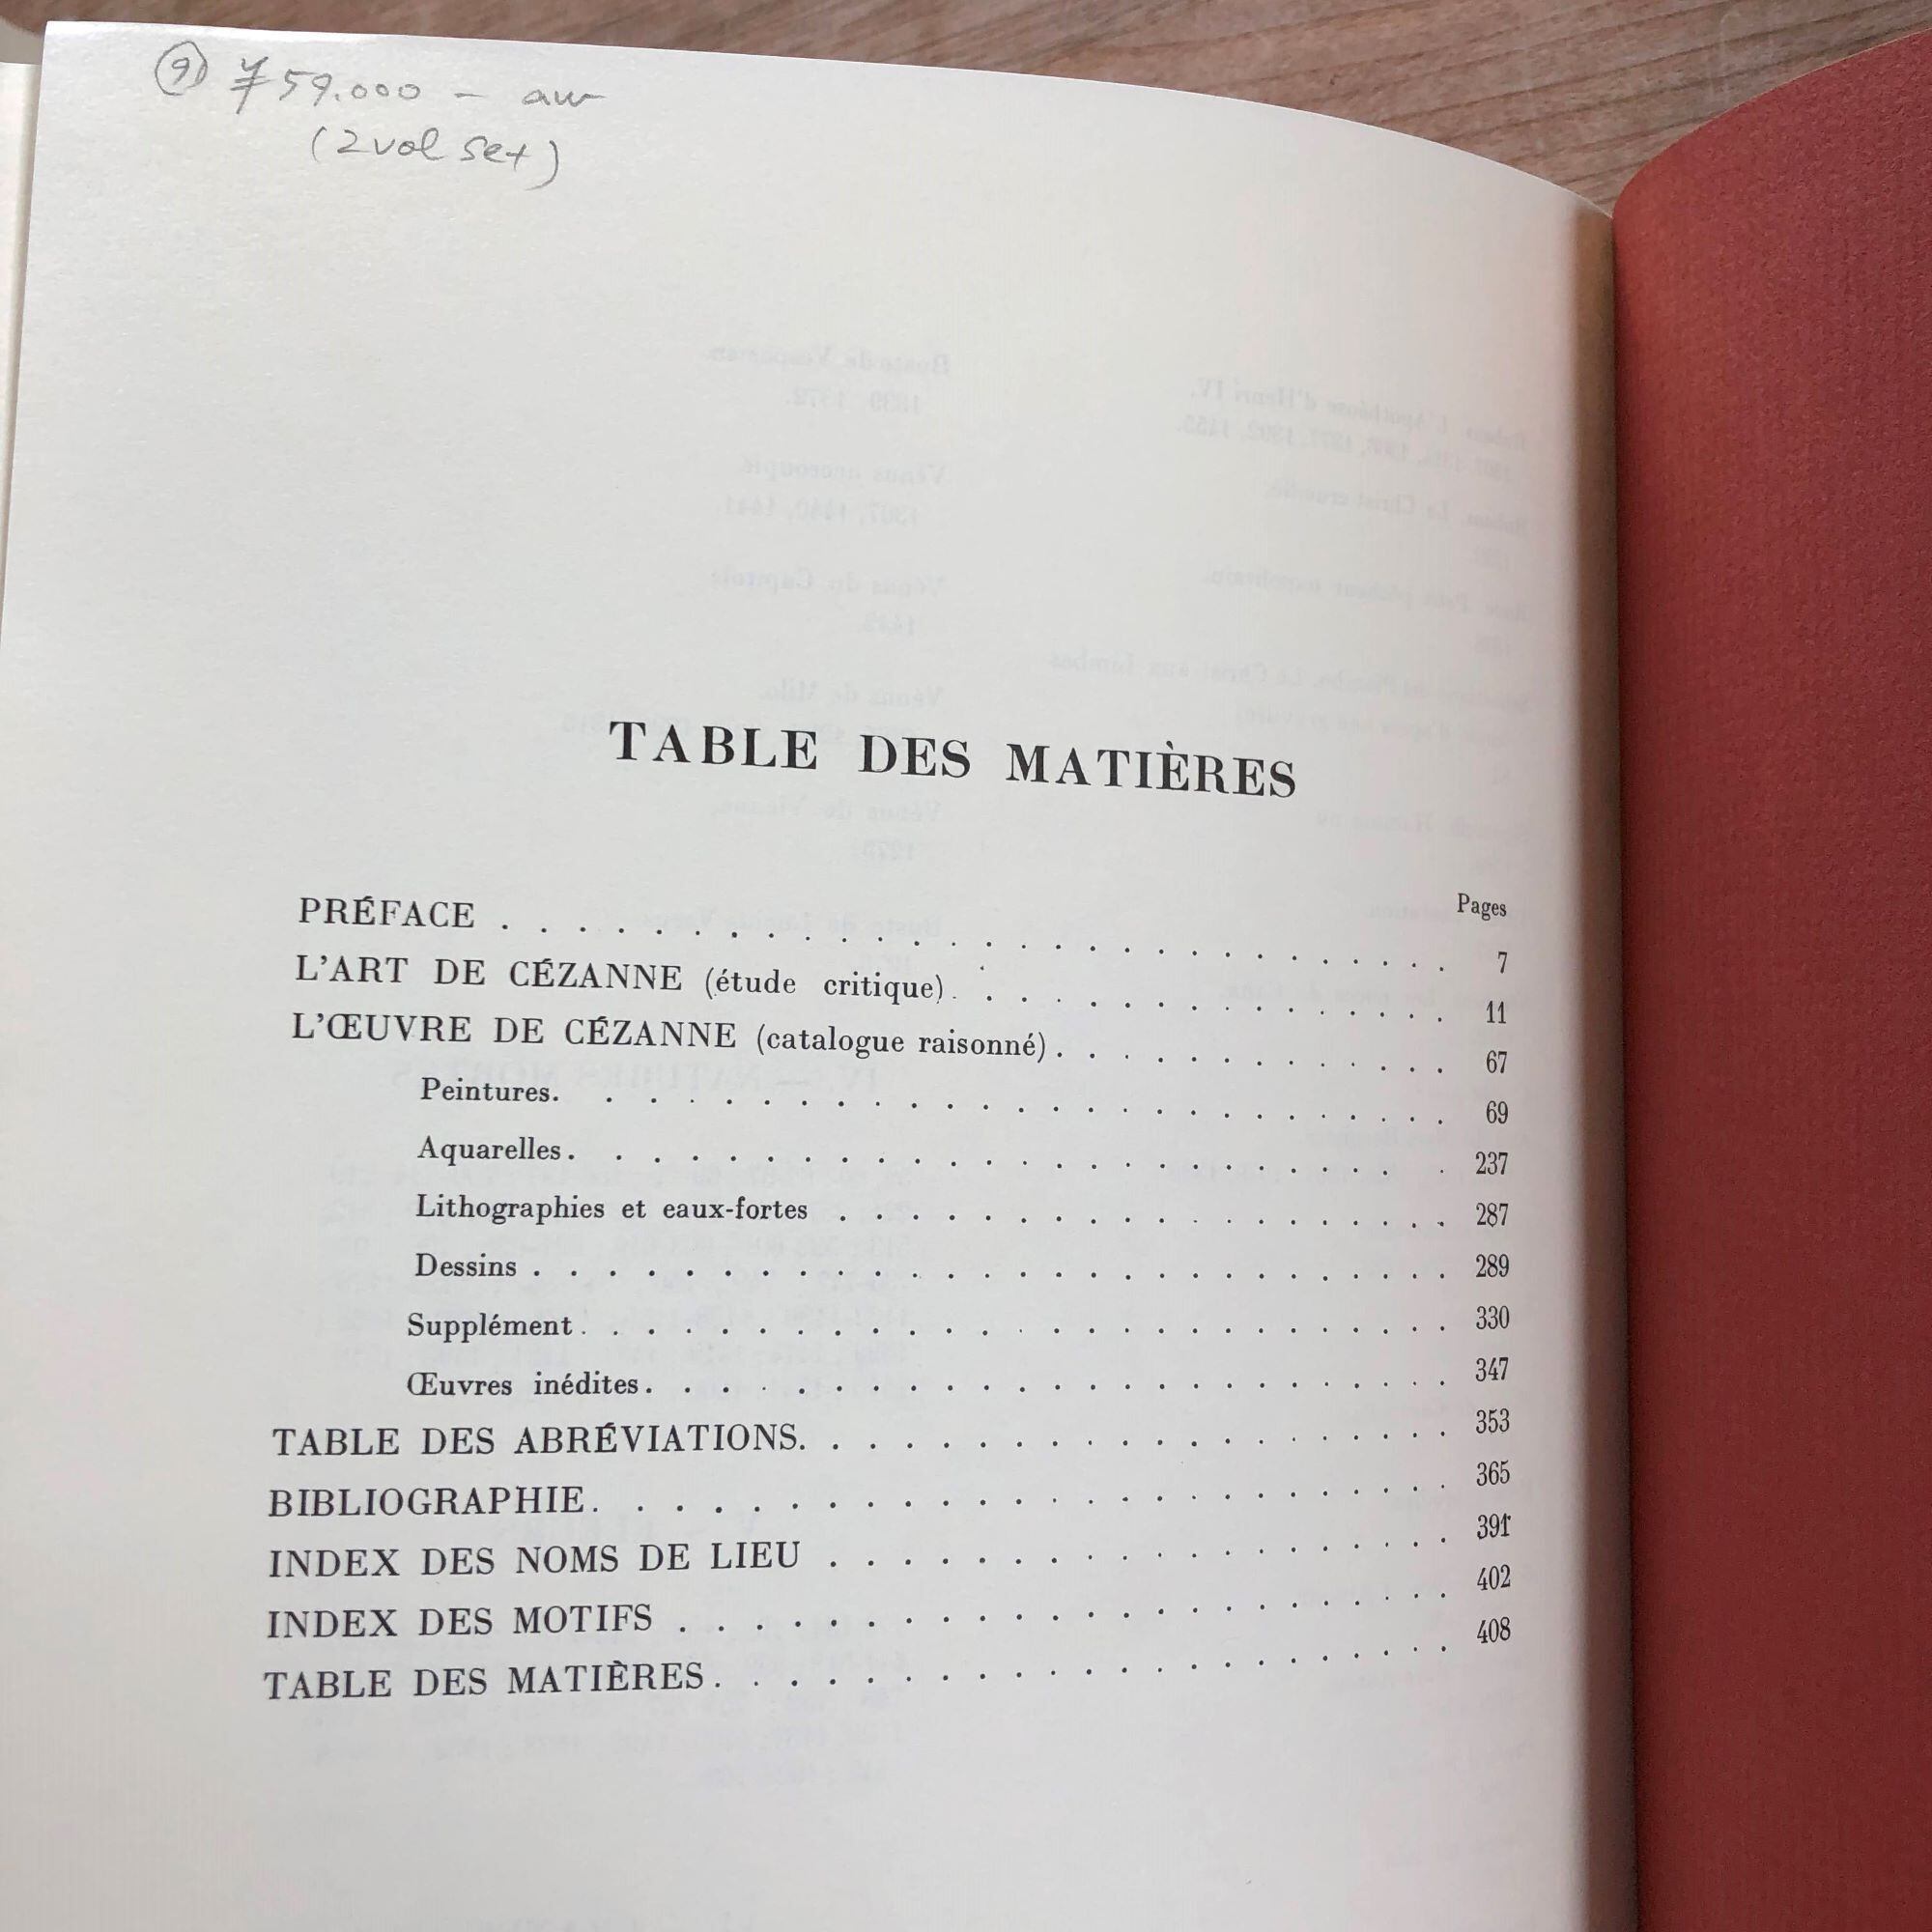 9 ¥59.000 – aw
(2 vol set)
TABLE DES MATIÈRES
Pages
PRÉFACE . . . . . . . . . . . . . . . . . . . . . . . . . 7
L'ART DE CÉZANNE (étude critique). . . . . . . . . . . . . . 11
L'ŒUVRE DE CÉZANNE (catalogue raisonné) . . . . . . . . . . . 67
Peintures. . . . . . . . . . . . . . . . . . . . . . . . . 69
Aquarelles . . . . . . . . . . . . . . . . . . . . . . . . 237
Lithographies et eaux-fortes . . . . . . . . . . . . . . . . . 287
Dessins . . . . . . . . . . . . . . . . . . . . . . . . . . 289
Supplément . . . . . . . . . . . . . . . . . . . . . . . . 330
Œuvres inédites . . . . . . . . . . . . . . . . . . . . . . 347
TABLE DES ABRÉVIATIONS. . . . . . . . . . . . . . . . . . . 353
BIBLIOGRAPHIE . . . . . . . . . . . . . . . . . . . . . . . 365
INDEX DES NOMS DE LIEU . . . . . . . . . . . . . . . . . . 391
INDEX DES MOTIFS . . . . . . . . . . . . . . . . . . . . . 402
TABLE DES MATIÈRES . . . . . . . . . . . . . . . . . . . . 408